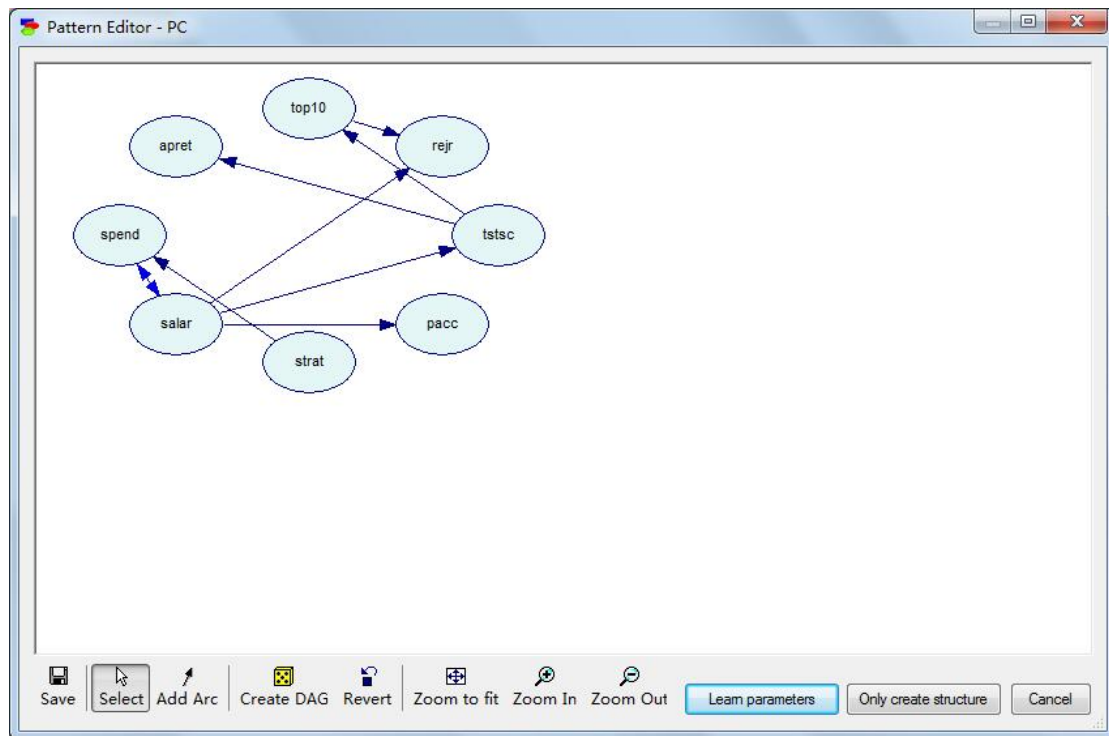 Pattern Editor - PC
top10
apret
rejr
spend
tstsc
salar
pacc
strat
Save
Select
Add Arc
Create DAG
Revert
Zoom to fit
Zoom In
Zoom Out
Learn parameters
Only create structure
Cancel